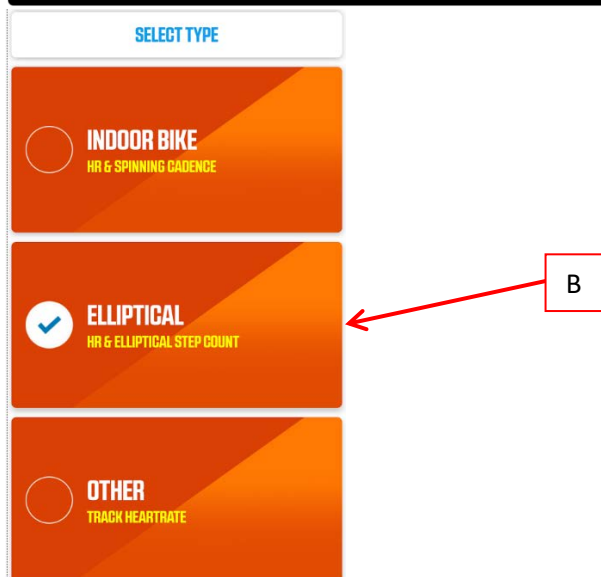 SELECT TYPE
INDOOR BIKE
HR & SPINNING CADENCE
ELLIPTICAL
HR & ELLIPTICAL STEP COUNT
B
OTHER
TRACK HEARTRATE